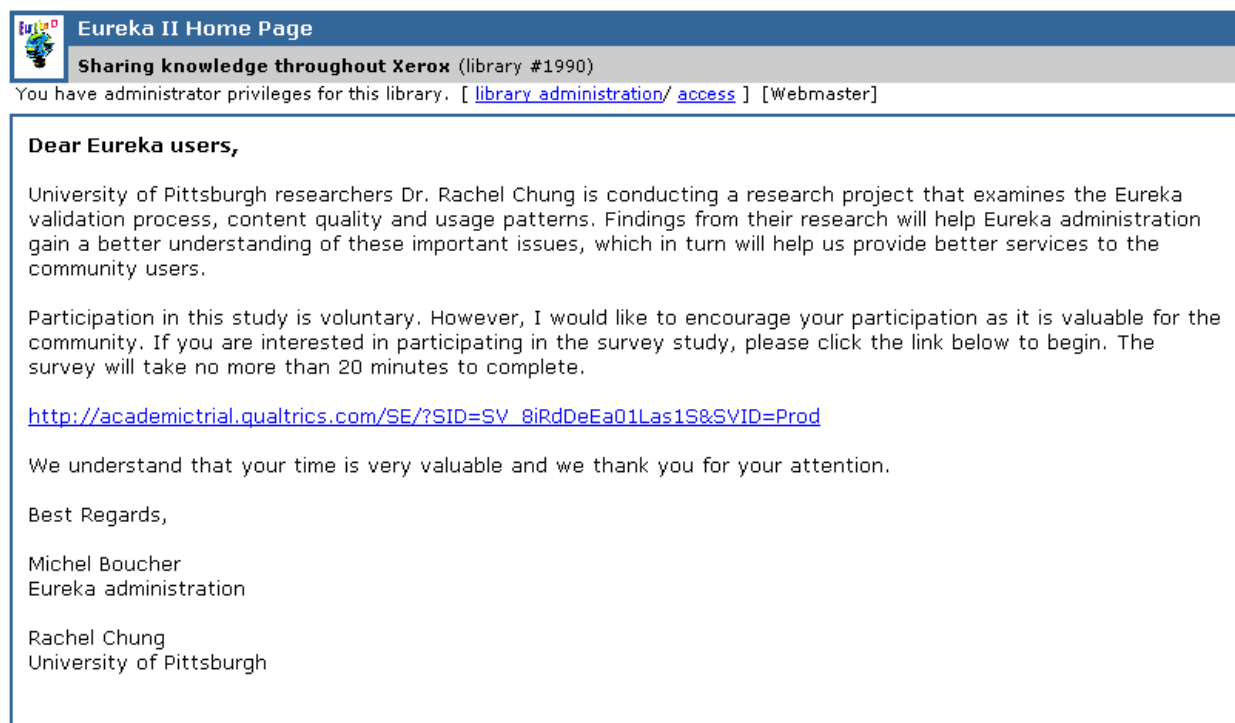 Eureka
Eureka II Home Page
Sharing knowledge throughout Xerox (library #1990)
You have administrator privileges for this library. [ library administration/ access ] [Webmaster]
Dear Eureka users,
University of Pittsburgh researchers Dr. Rachel Chung is conducting a research project that examines the Eureka
validation process, content quality and usage patterns. Findings from their research will help Eureka administration
gain a better understanding of these important issues, which in turn will help us provide better services to the
community users.
Participation in this study is voluntary. However, I would like to encourage your participation as it is valuable for the
community. If you are interested in participating in the survey study, please click the link below to begin. The
survey will take no more than 20 minutes to complete.
http://academictrial.qualtrics.com/SE/?SID=SV_8iRdDeEa01Las1S&SVID=Prod
We understand that your time is very valuable and we thank you for your attention.
Best Regards,
Michel Boucher
Eureka administration
Rachel Chung
University of Pittsburgh